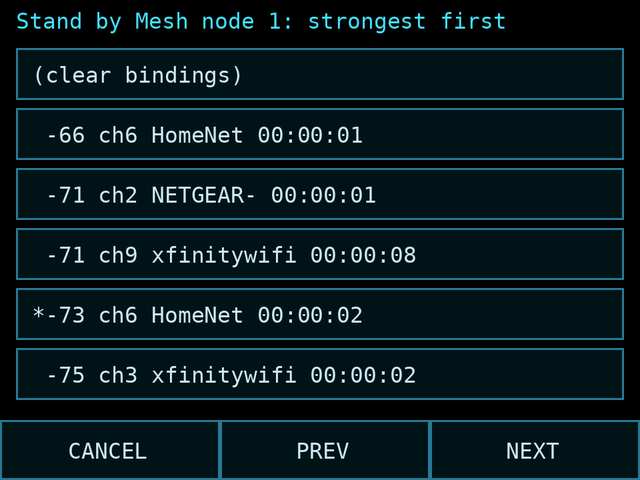 Stand by Mesh node 1: strongest first
(clear bindings)
-66 ch6 HomeNet 00:00:01
-71 ch2 NETGEAR- 00:00:01
-71 ch9 xfinitywifi 00:00:08
*-73 ch6 HomeNet 00:00:02
-75 ch3 xfinitywifi 00:00:02
CANCEL PREV NEXT